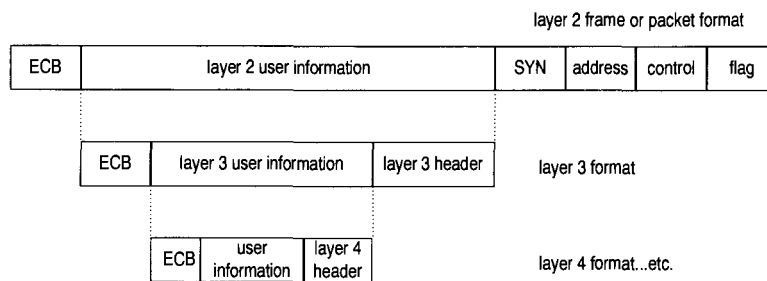 layer 2 frame or packet format
ECB layer 2 user information SYN address control flag
ECB layer 3 user information layer 3 header layer 3 format
ECB user information layer 4 header layer 4 format...etc.